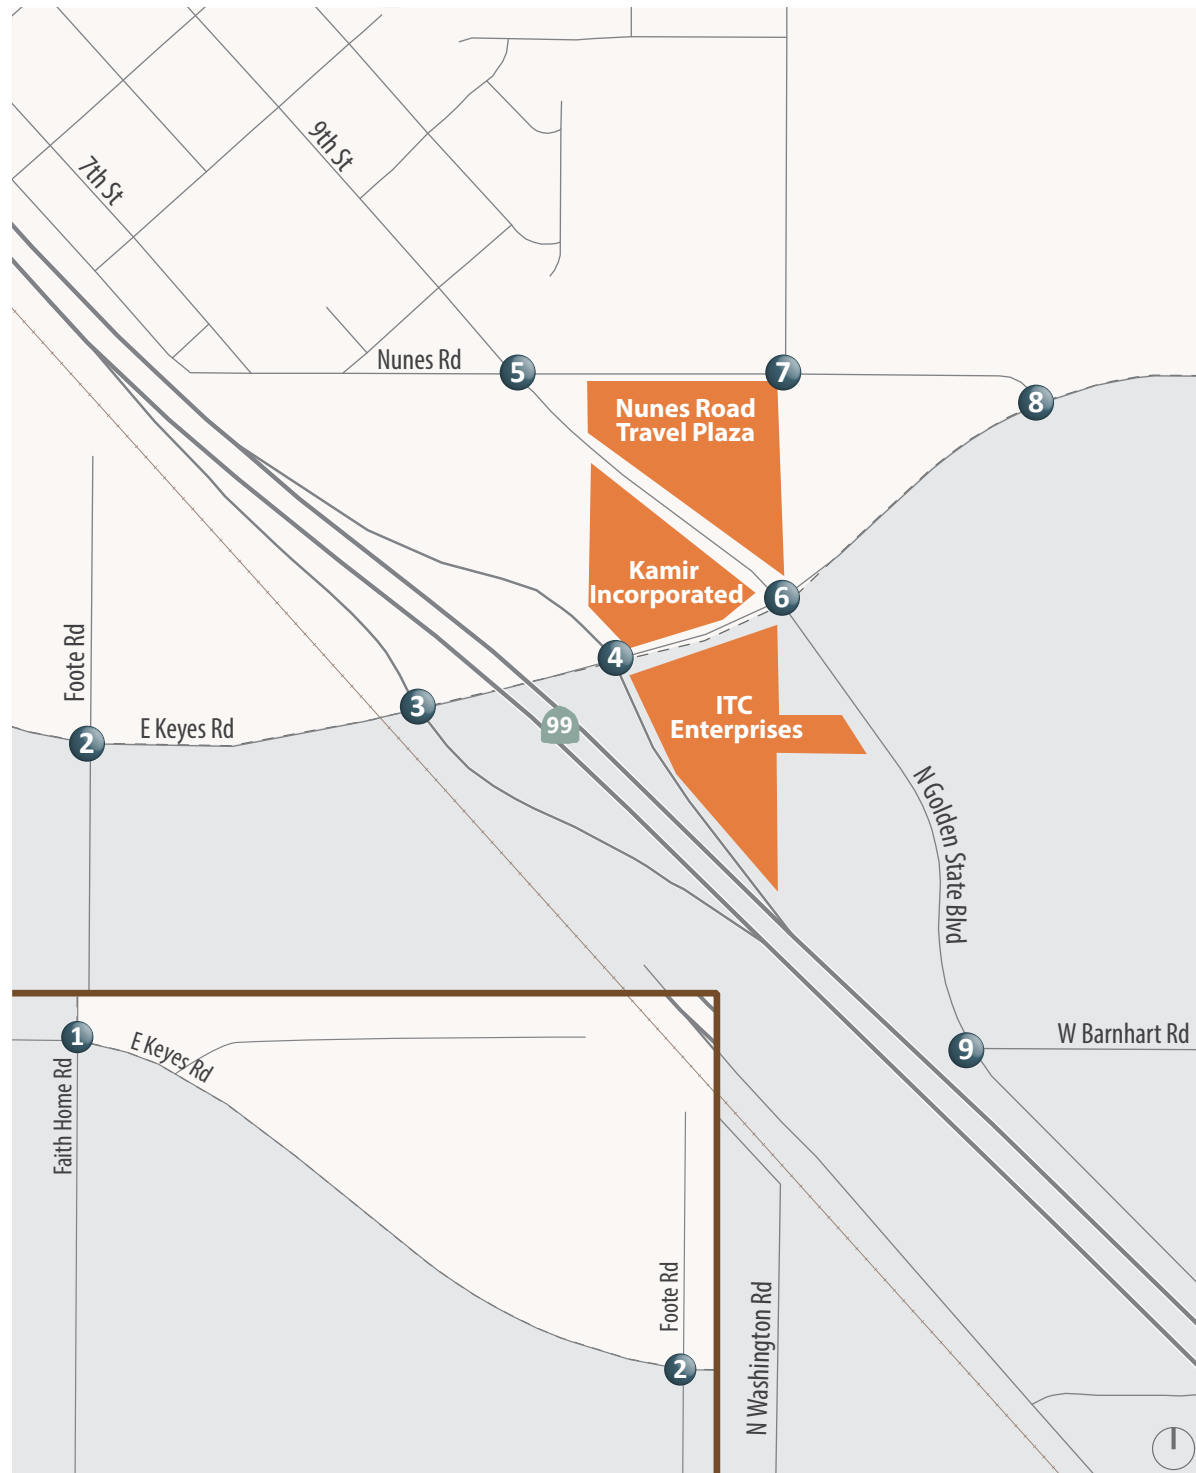 9th St
7th St
Nunes Rd
5
7
8
Nunes Road
Travel Plaza
Kamir
Incorporated
6
4
Foote Rd
3
ITC
Enterprises
99
E Keyes Rd
2
N Golden State Blvd
1
E Keyes Rd
Faith Home Rd
9
W Barnhart Rd
Foote Rd
2
N Washington Rd